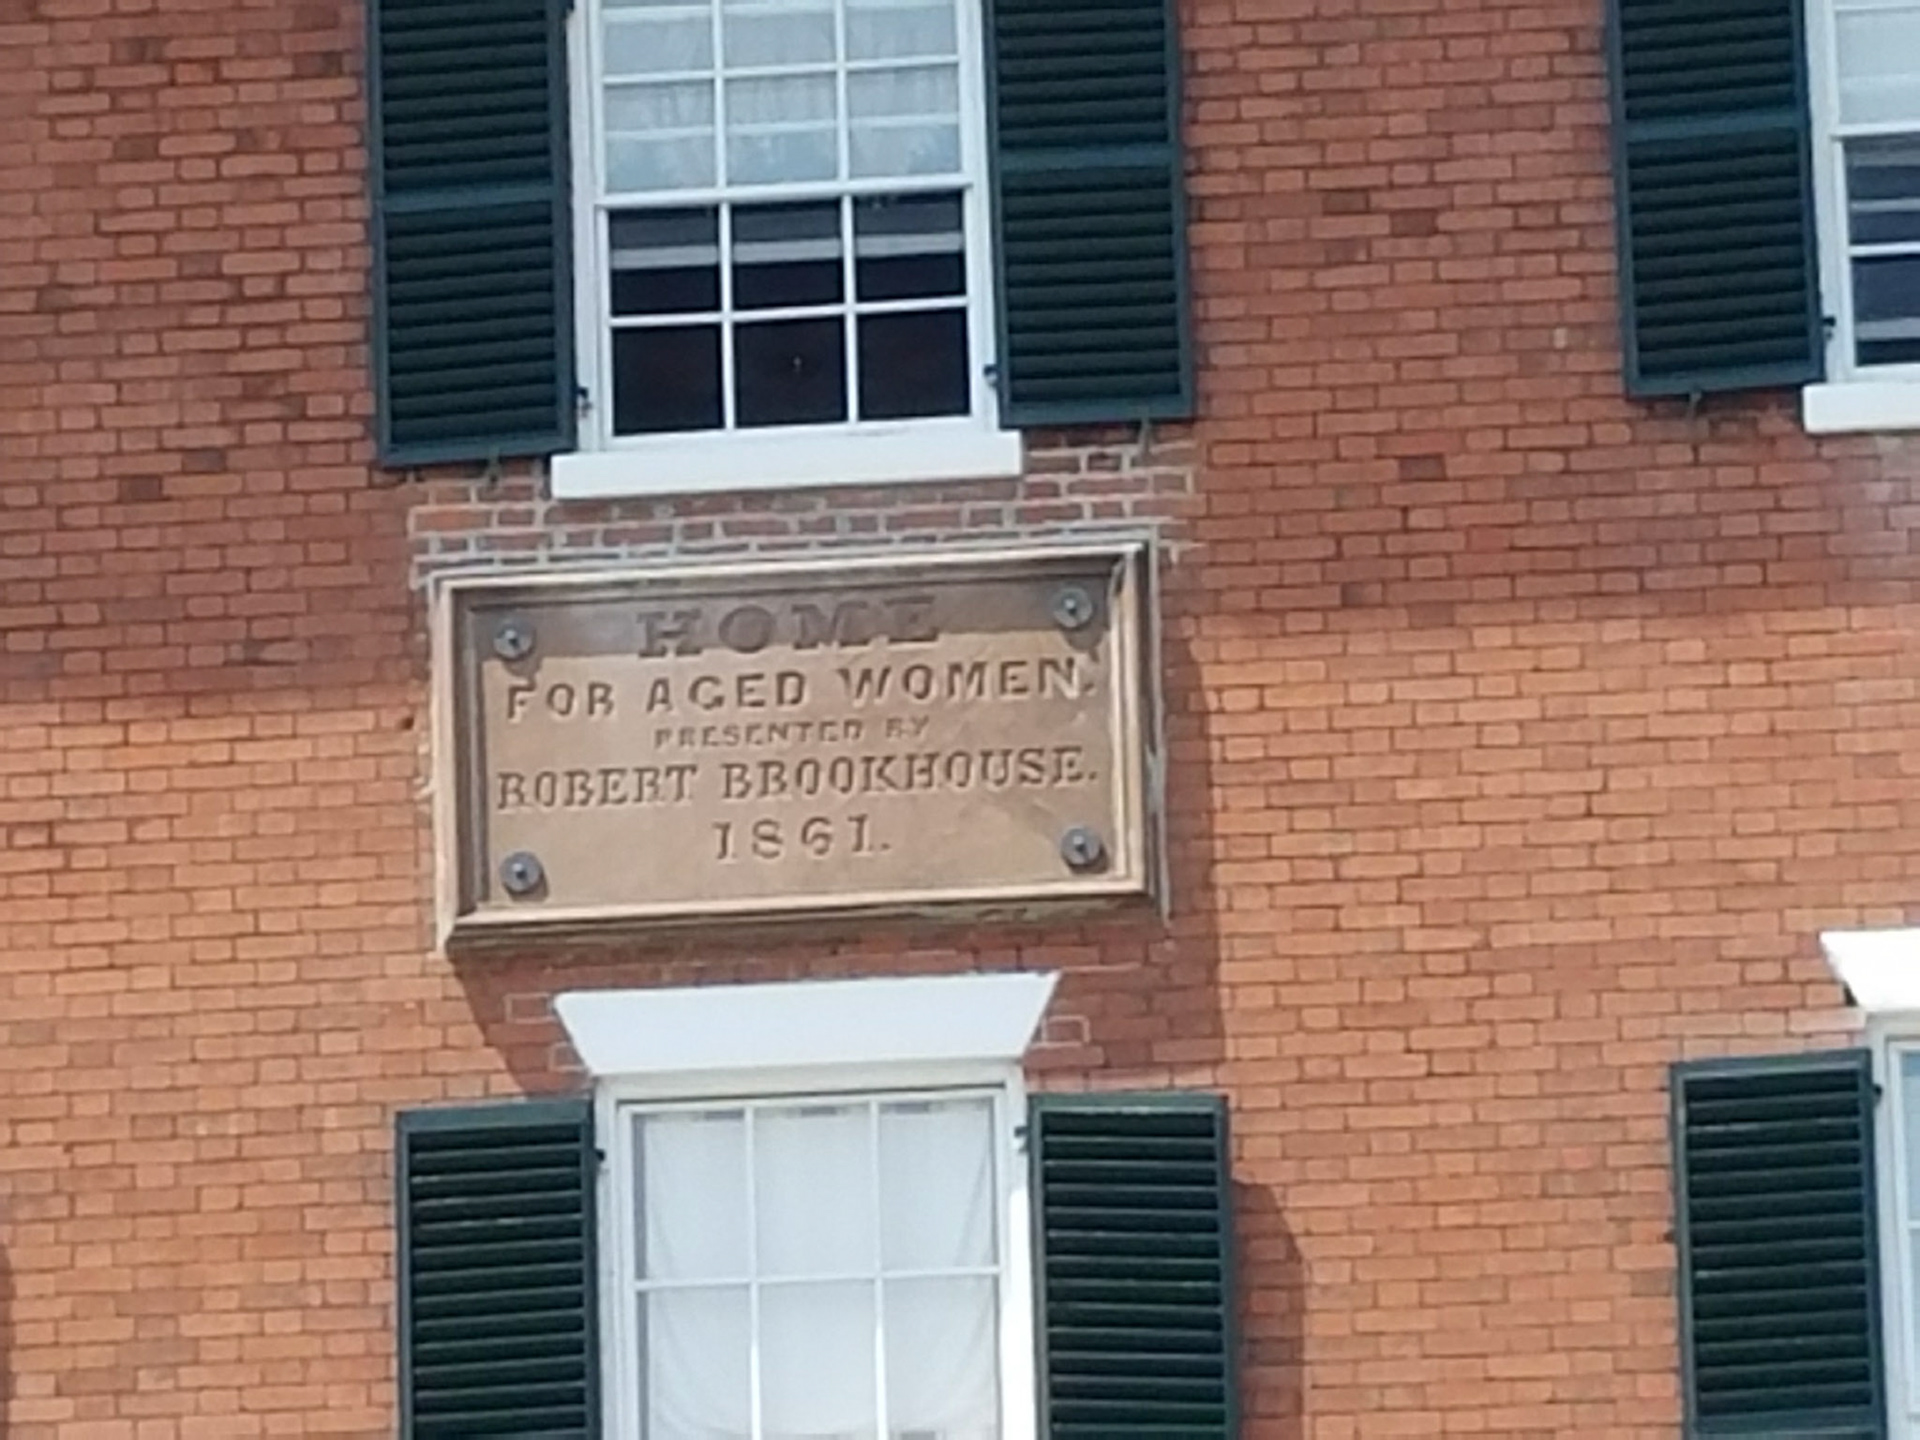 HOME
FOR AGED WOMEN.
PRESENTED BY
ROBERT BROOKHOUSE.
1861.